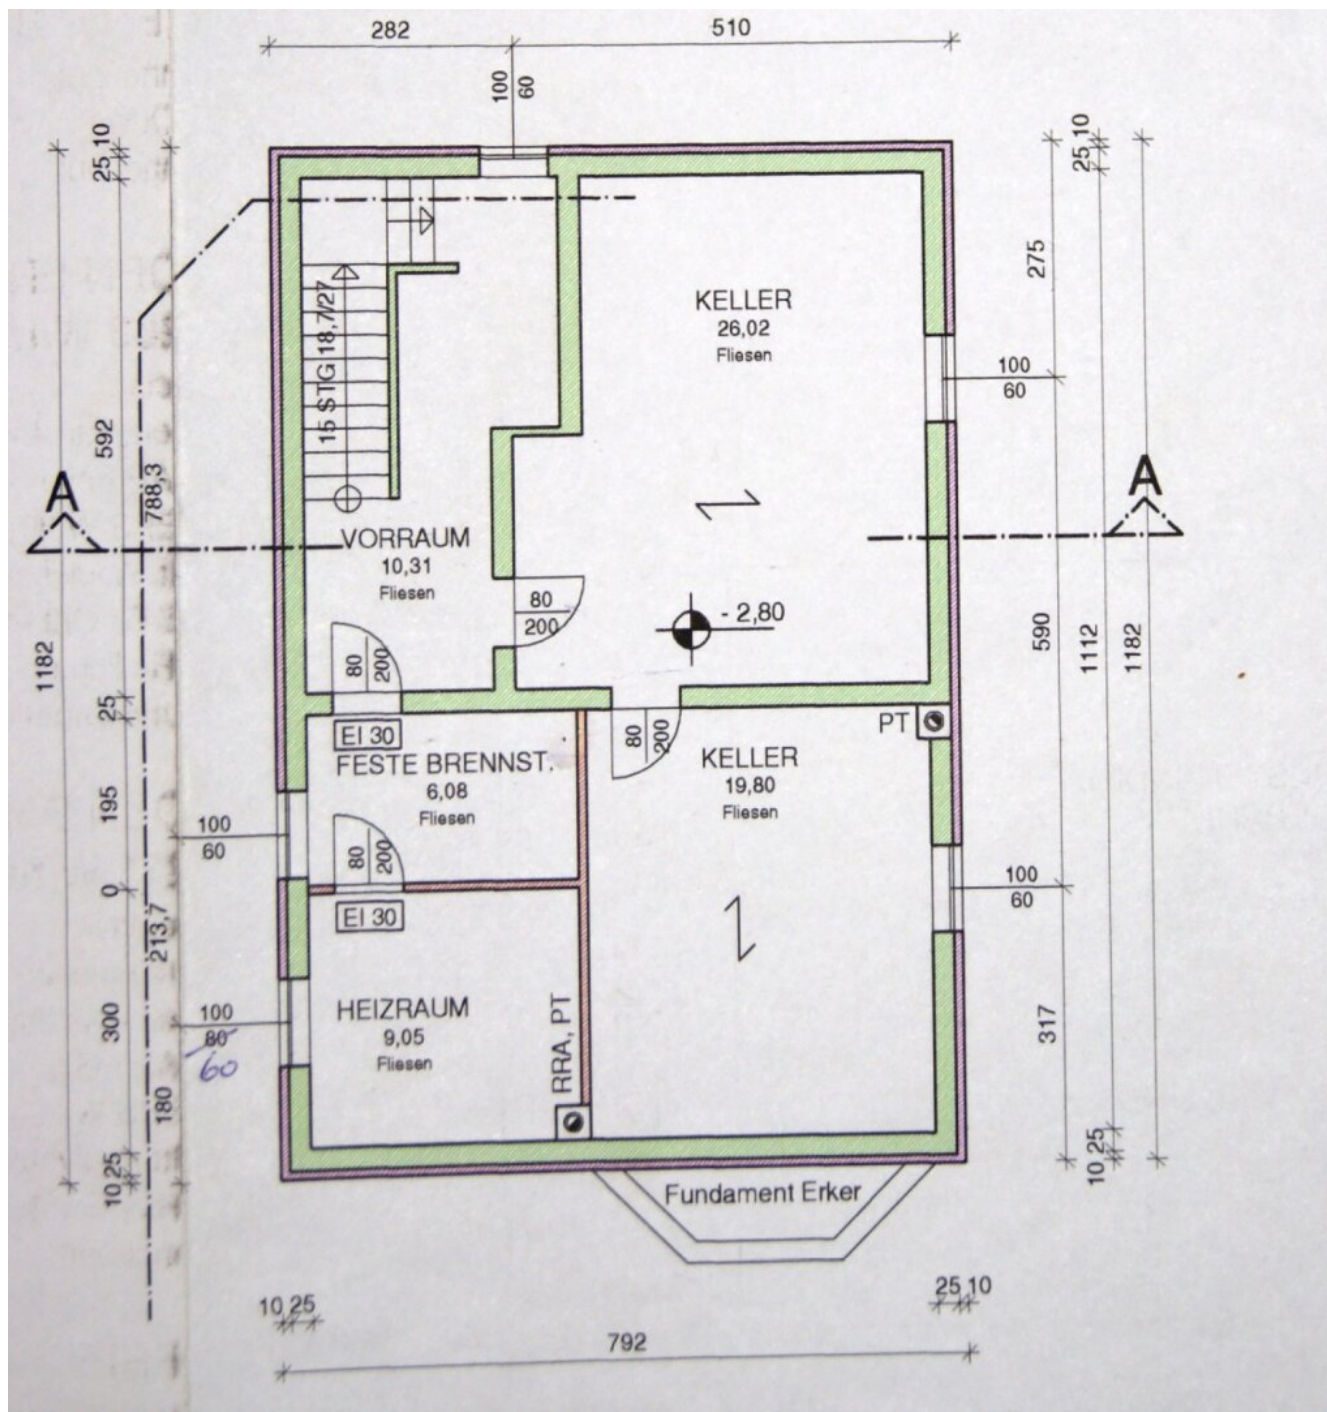 282
510
100
60
25 10
25 10
275
KELLER
26,02
Fliesen
100
60
15 STG 18,7/27
592
788,3
A
A
VORRAUM
10,31
Fliesen
80
200
- 2,80
80
200
590
1112
1182
1182
25
EI 30
PT
80
200
FESTE BRENNST.
6,08
Fliesen
KELLER
19,80
Fliesen
195
100
60
80
200
0
EI 30
100
60
213,7
HEIZRAUM
9,05
Fliesen
RRA, PT
300
100
80
60
317
180
10 25
10 25
Fundament Erker
10 25
25 10
792